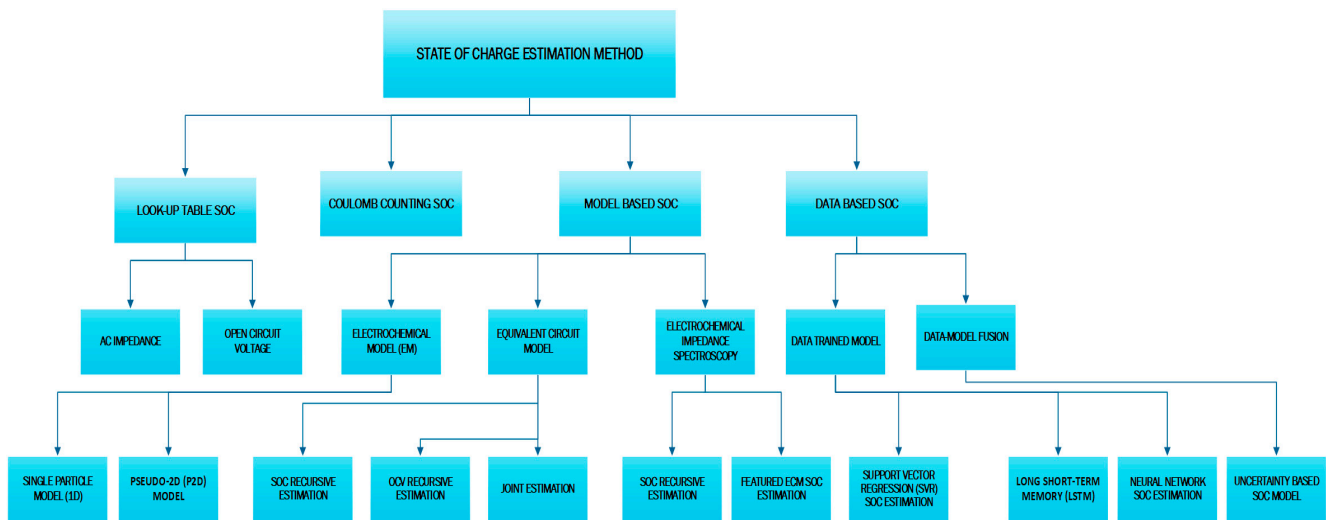 STATE OF CHARGE ESTIMATION METHOD
LOOK-UP TABLE SOC
COULOMB COUNTING SOC
MODEL BASED SOC
DATA BASED SOC
AC IMPEDANCE
OPEN CIRCUIT
VOLTAGE
ELECTROCHEMICAL
MODEL (EM)
EQUIVALENT CIRCUIT
MODEL
ELECTROCHEMICAL
IMPEDANCE
SPECTROSCOPY
DATA TRAINED MODEL
DATA-MODEL FUSION
SINGLE PARTICLE
MODEL (1D)
PSEUDO-2D (P2D)
MODEL
SOC RECURSIVE
ESTIMATION
OCV RECURSIVE
ESTIMATION
JOINT ESTIMATION
SOC RECURSIVE
ESTIMATION
FEATURED ECM SOC
ESTIMATION
SUPPORT VECTOR
REGRESSION (SVR)
SOC ESTIMATION
LONG SHORT-TERM
MEMORY (LSTM)
NEURAL NETWORK
SOC ESTIMATION
UNCERTAINTY BASED
SOC MODEL